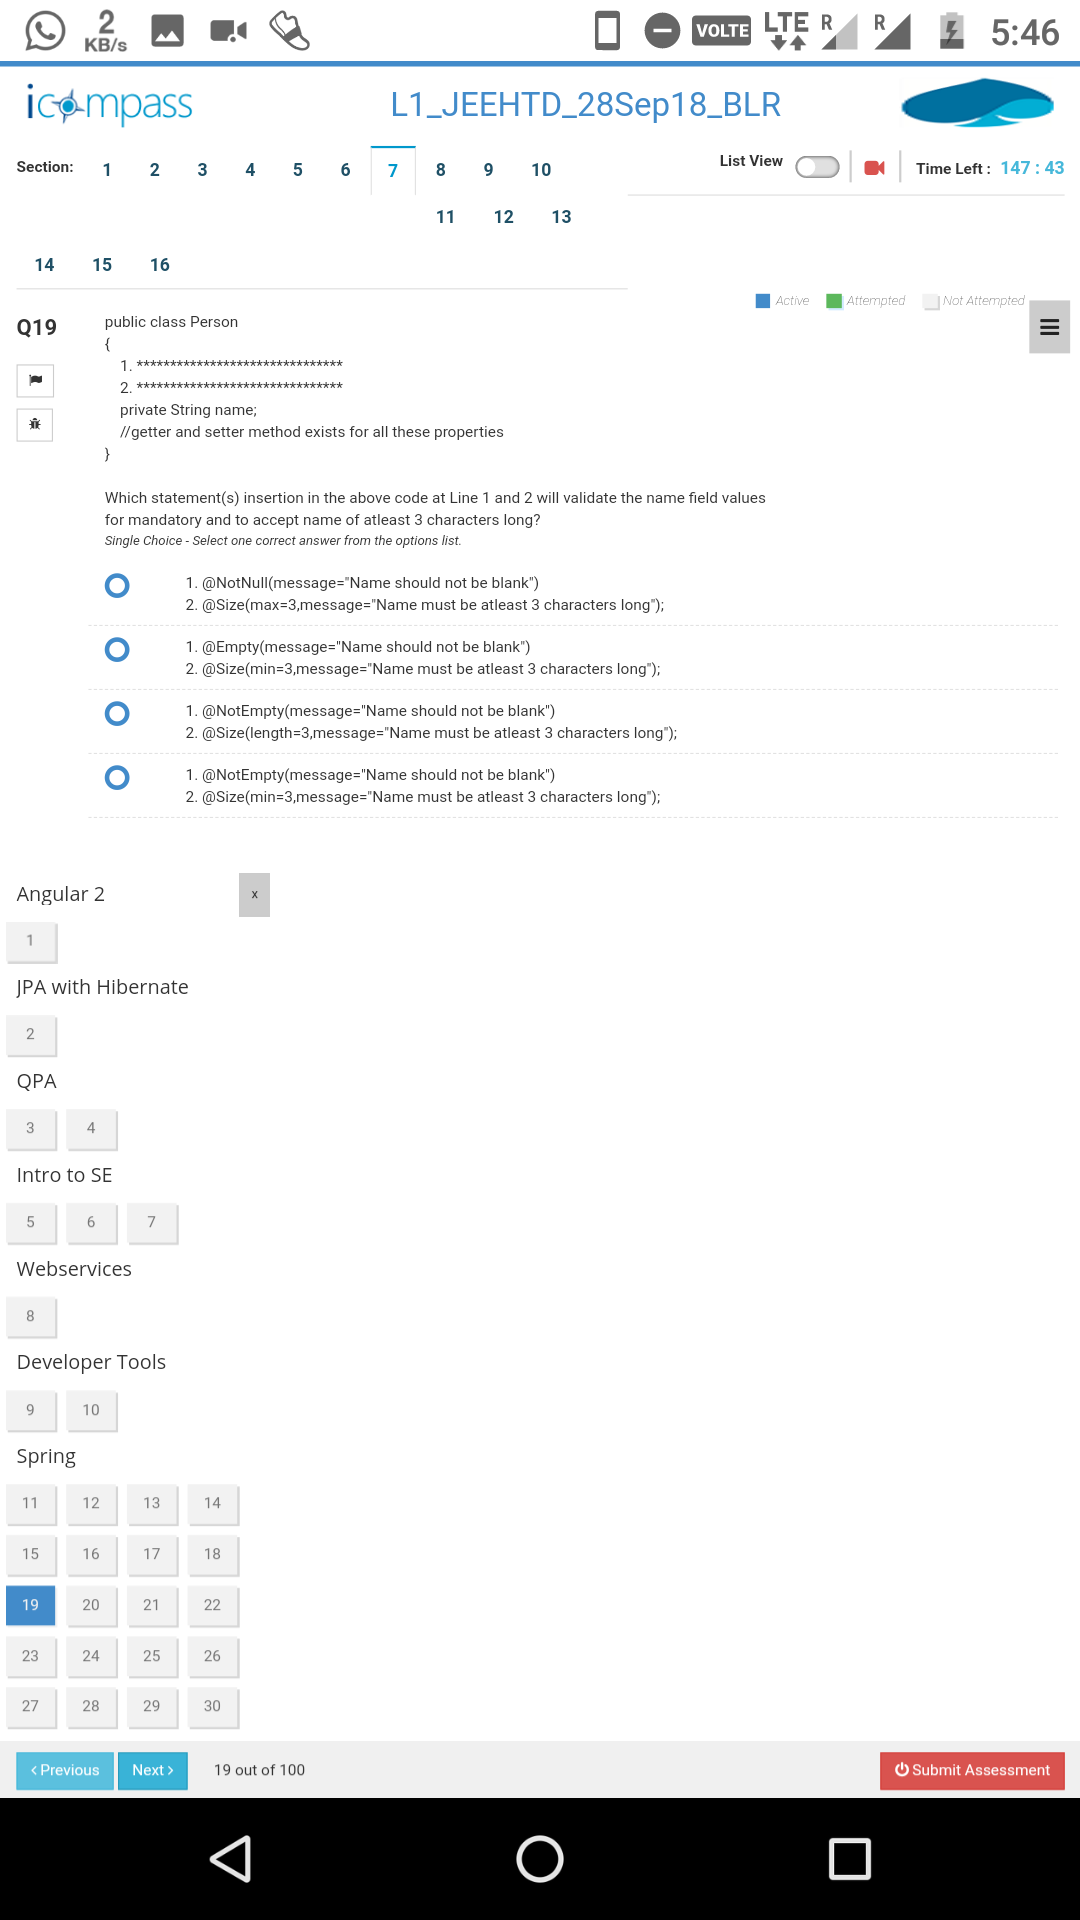 2
KB/s
VOLTE
LTE
R
R
5:46
icompass
L1_JEEHTD_28Sep18_BLR
Section: 1 2 3 4 5 6 7 8 9 10
List View
Time Left : 147 : 43
11 12 13
14 15 16
Active Attempted Not Attempted
Q19
public class Person
{
1. *******************************
2. *******************************
private String name;
//getter and setter method exists for all these properties
}
Which statement(s) insertion in the above code at Line 1 and 2 will validate the name field values
for mandatory and to accept name of atleast 3 characters long?
Single Choice - Select one correct answer from the options list.
1. @NotNull(message="Name should not be blank")
2. @Size(max=3,message="Name must be atleast 3 characters long");
1. @Empty(message="Name should not be blank")
2. @Size(min=3,message="Name must be atleast 3 characters long");
1. @NotEmpty(message="Name should not be blank")
2. @Size(length=3,message="Name must be atleast 3 characters long");
1. @NotEmpty(message="Name should not be blank")
2. @Size(min=3,message="Name must be atleast 3 characters long");
Angular 2
x
1
JPA with Hibernate
2
QPA
3 4
Intro to SE
5 6 7
Webservices
8
Developer Tools
9 10
Spring
11 12 13 14
15 16 17 18
19 20 21 22
23 24 25 26
27 28 29 30
Previous Next 19 out of 100 Submit Assessment